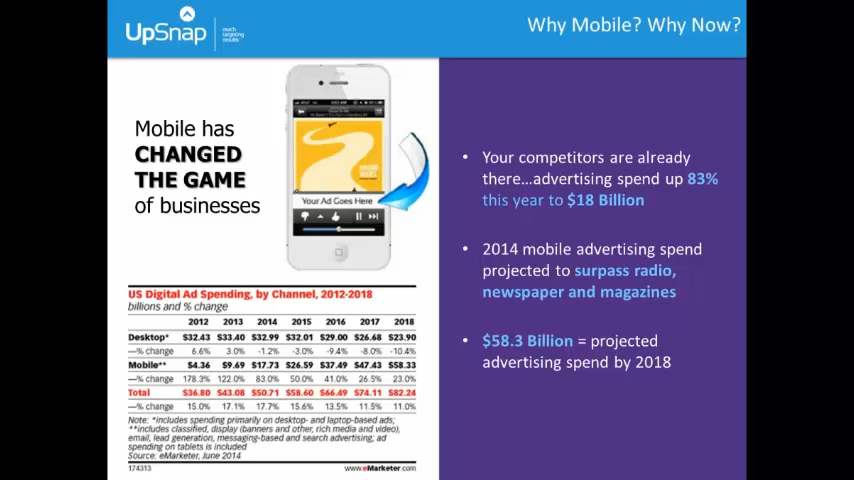 UpSnap
reach
targeting
results
Why Mobile? Why Now?
Mobile has
CHANGED
THE GAME
of businesses
Your Ad Goes Here
• Your competitors are already
there...advertising spend up 83%
this year to $18 Billion
• 2014 mobile advertising spend
projected to surpass radio,
newspaper and magazines
• $58.3 Billion = projected
advertising spend by 2018
US Digital Ad Spending, by Channel, 2012-2018
billions and % change
2012 2013 2014 2015 2016 2017 2018
Desktop* $32.43 $33.40 $32.99 $32.01 $29.00 $26.68 $23.90
—% change 6.6% 3.0% -1.2% -3.0% -9.4% -8.0% -10.4%
Mobile** $4.36 $9.69 $17.73 $26.59 $37.49 $47.43 $58.33
—% change 178.3% 122.0% 83.0% 50.0% 41.0% 26.5% 23.0%
Total $36.80 $43.08 $50.71 $58.60 $66.49 $74.11 $82.24
—% change 15.0% 17.1% 17.7% 15.6% 13.5% 11.5% 11.0%
Note: *includes spending primarily on desktop- and laptop-based ads;
**includes classified, display (banners and other, rich media and video),
email, lead generation, messaging-based and search advertising; ad
spending on tablets is included
Source: eMarketer, June 2014
174313 www.eMarketer.com